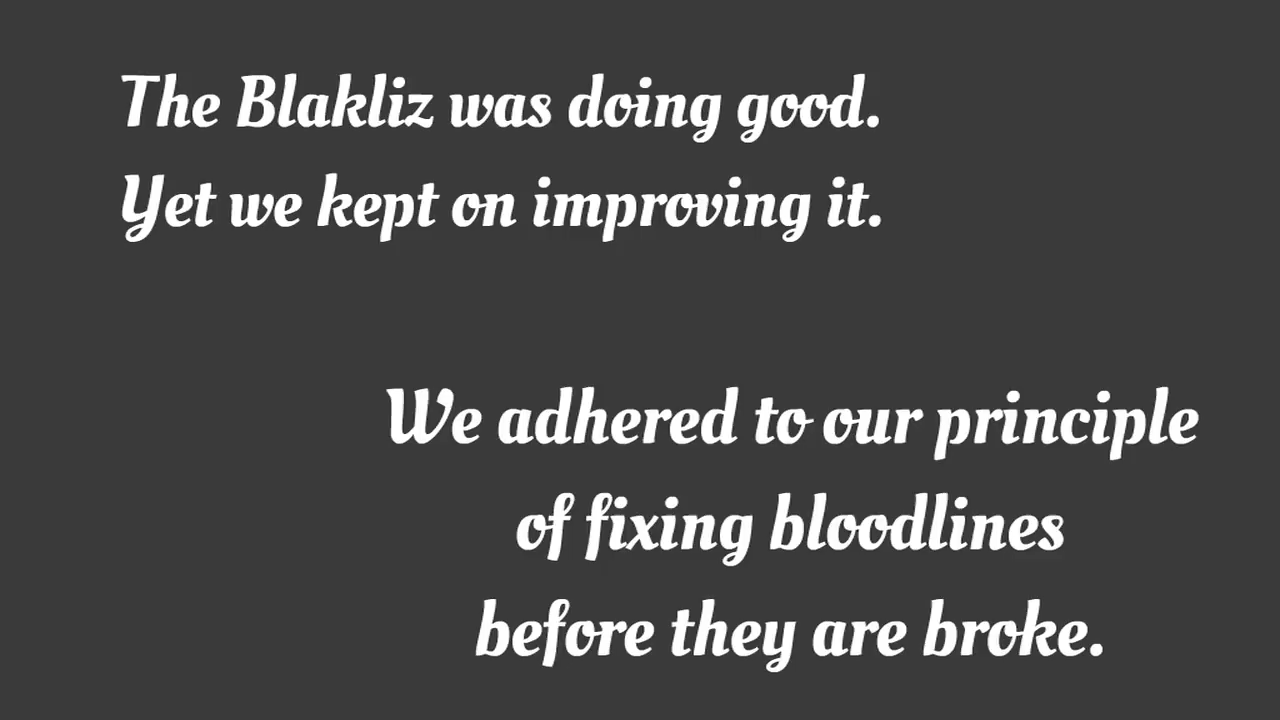 The Blakliz was doing good.
Yet we kept on improving it.
We adhered to our principle
of fixing bloodlines
before they are broke.